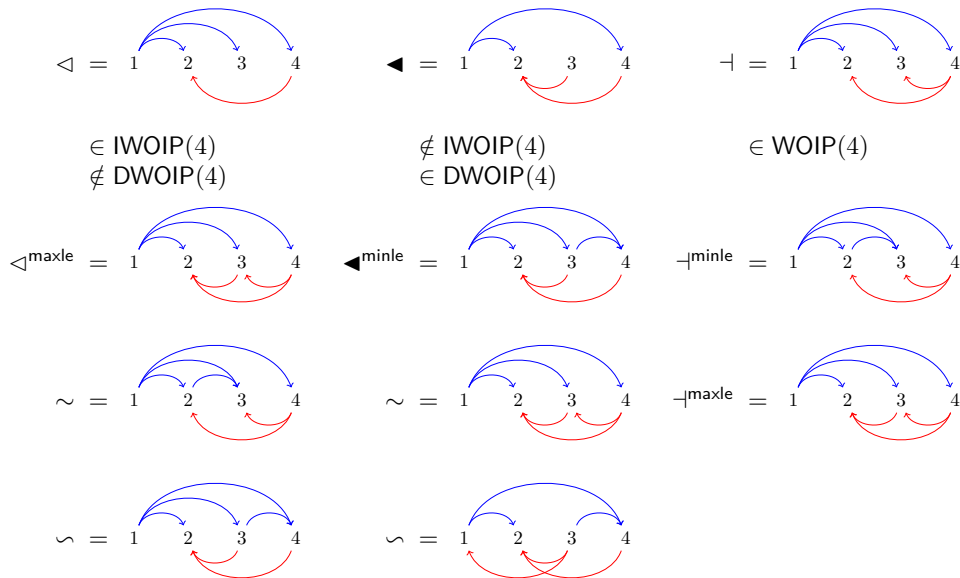 ◁ = 1 2 3 4 ◀ = 1 2 3 4 ⊣ = 1 2 3 4
∈ IWOIP(4) ∉ IWOIP(4) ∈ WOIP(4)
∉ DWOIP(4) ∈ DWOIP(4)
◁^maxle = 1 2 3 4 ◀^minle = 1 2 3 4 ⊣^minle = 1 2 3 4
∼ = 1 2 3 4 ∼ = 1 2 3 4 ⊣^maxle = 1 2 3 4
∽ = 1 2 3 4 ∽ = 1 2 3 4